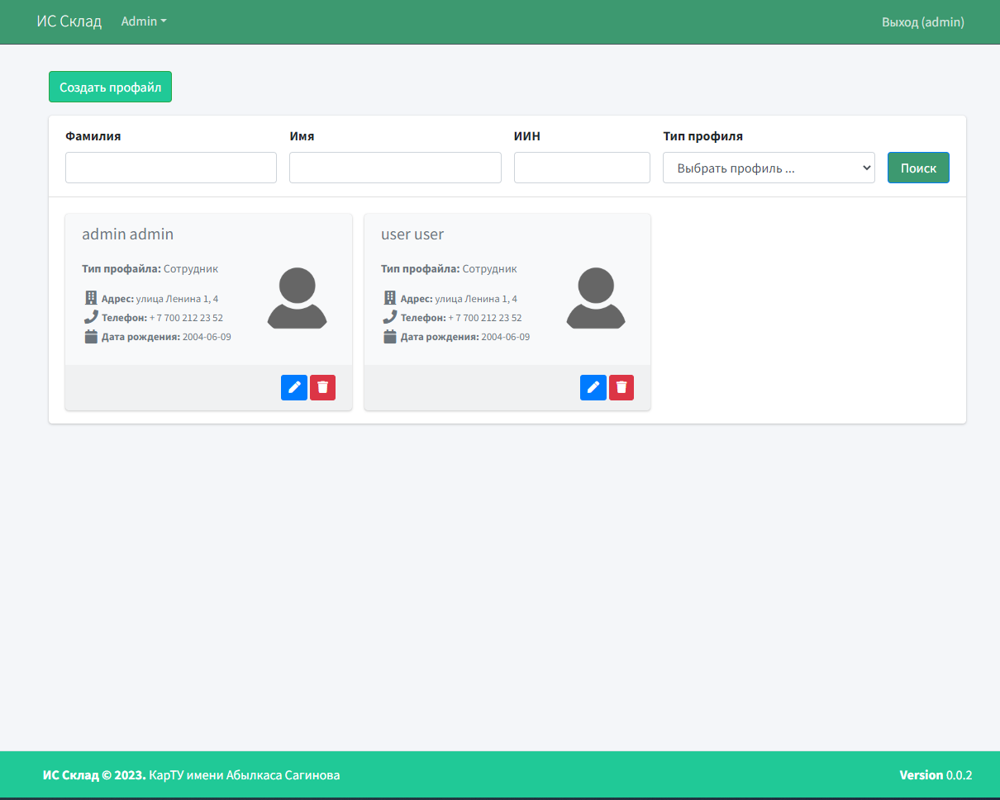 ИС Склад Admin Выход (admin)
Создать профайл
Фамилия Имя ИИН Тип профиля
Выбрать профиль ... Поиск
admin admin
Тип профайла: Сотрудник
Адрес: улица Ленина 1, 4
Телефон: + 7 700 212 23 52
Дата рождения: 2004-06-09
user user
Тип профайла: Сотрудник
Адрес: улица Ленина 1, 4
Телефон: + 7 700 212 23 52
Дата рождения: 2004-06-09
ИС Склад © 2023. КарТУ имени Абылкаса Сагинова Version 0.0.2